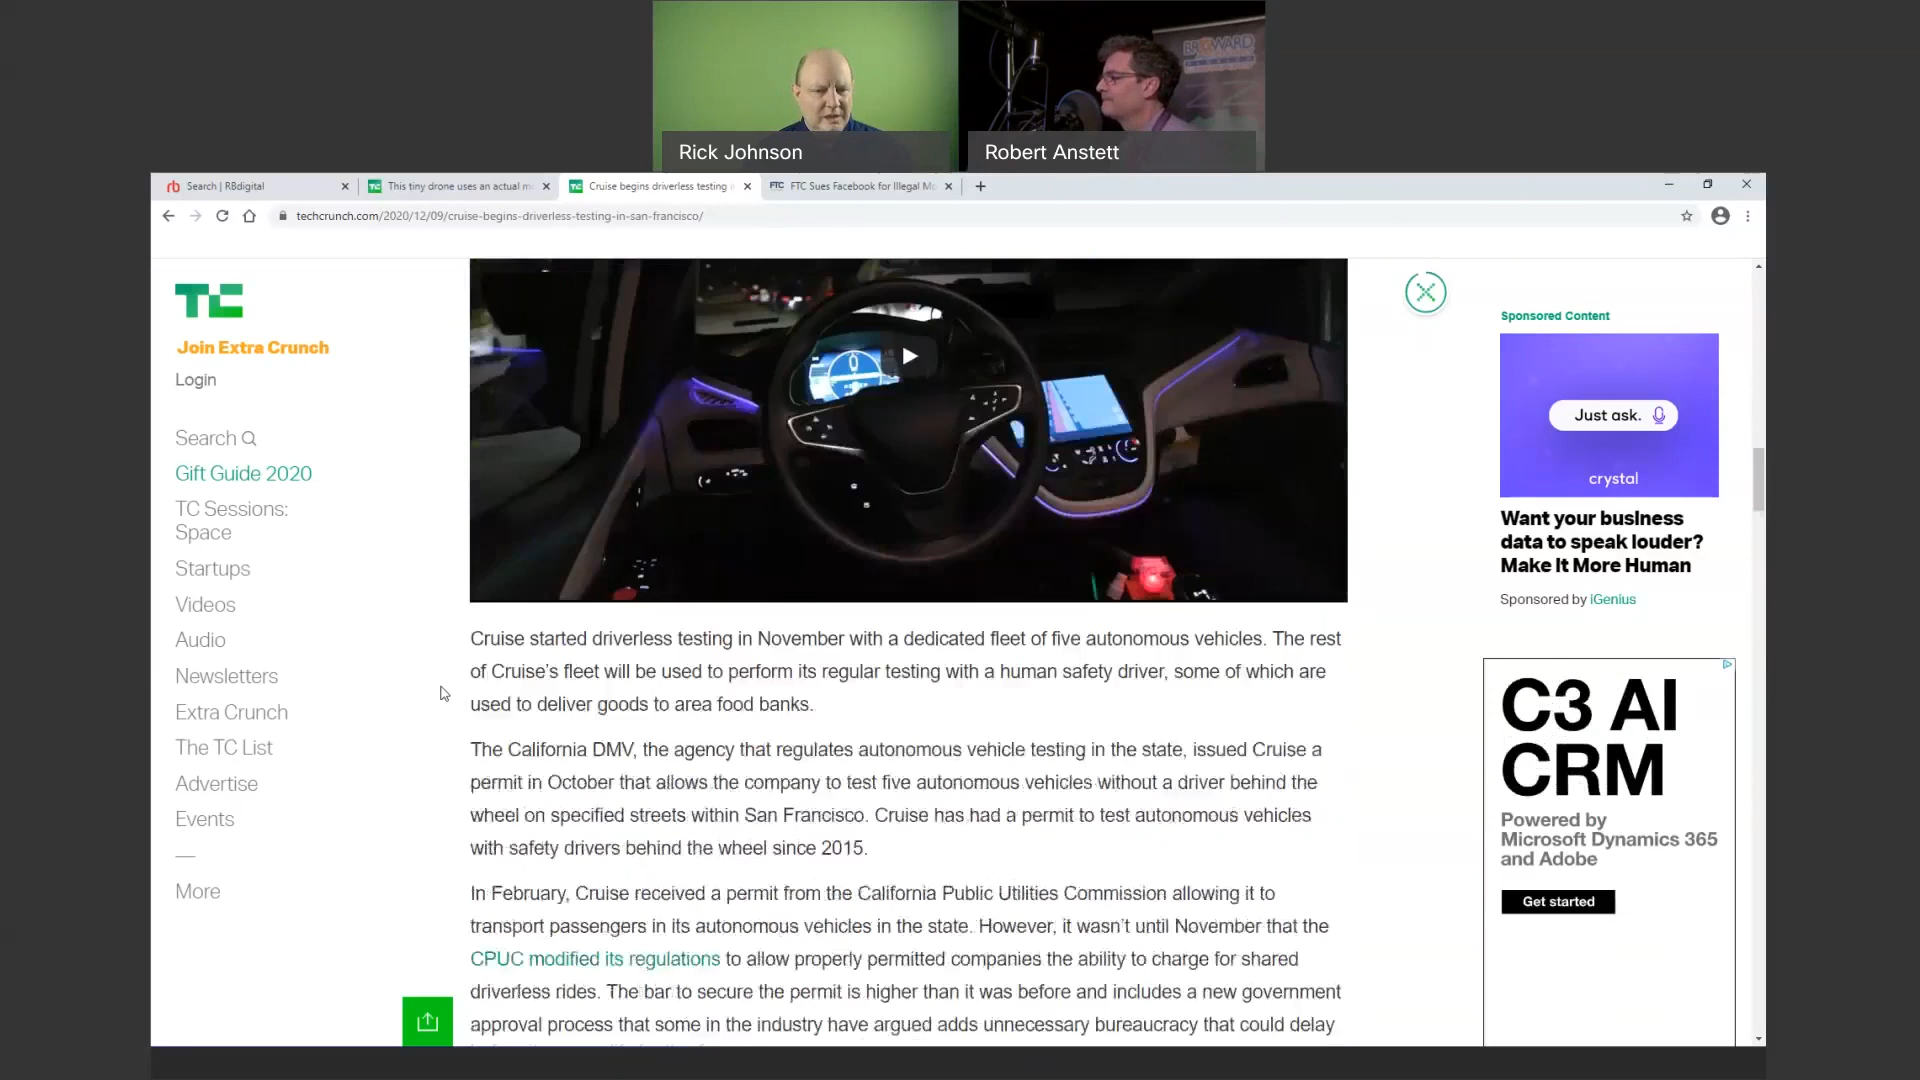 BROWARD
Rick Johnson
Robert Anstett
Search | RBdigital
This tiny drone uses an actual m
Cruise begins driverless testing i
FTC
FTC Sues Facebook for Illegal Mo
techcrunch.com/2020/12/09/cruise-begins-driverless-testing-in-san-francisco/
TC
Join Extra Crunch
Login
Search
Gift Guide 2020
TC Sessions:
Space
Startups
Videos
Audio
Newsletters
Extra Crunch
The TC List
Advertise
Events
More
Cruise started driverless testing in November with a dedicated fleet of five autonomous vehicles. The rest
of Cruise’s fleet will be used to perform its regular testing with a human safety driver, some of which are
used to deliver goods to area food banks.
The California DMV, the agency that regulates autonomous vehicle testing in the state, issued Cruise a
permit in October that allows the company to test five autonomous vehicles without a driver behind the
wheel on specified streets within San Francisco. Cruise has had a permit to test autonomous vehicles
with safety drivers behind the wheel since 2015.
In February, Cruise received a permit from the California Public Utilities Commission allowing it to
transport passengers in its autonomous vehicles in the state. However, it wasn’t until November that the
CPUC modified its regulations to allow properly permitted companies the ability to charge for shared
driverless rides. The bar to secure the permit is higher than it was before and includes a new government
approval process that some in the industry have argued adds unnecessary bureaucracy that could delay
Sponsored Content
Just ask.
crystal
Want your business
data to speak louder?
Make It More Human
Sponsored by iGenius
C3 AI
CRM
Powered by
Microsoft Dynamics 365
and Adobe
Get started